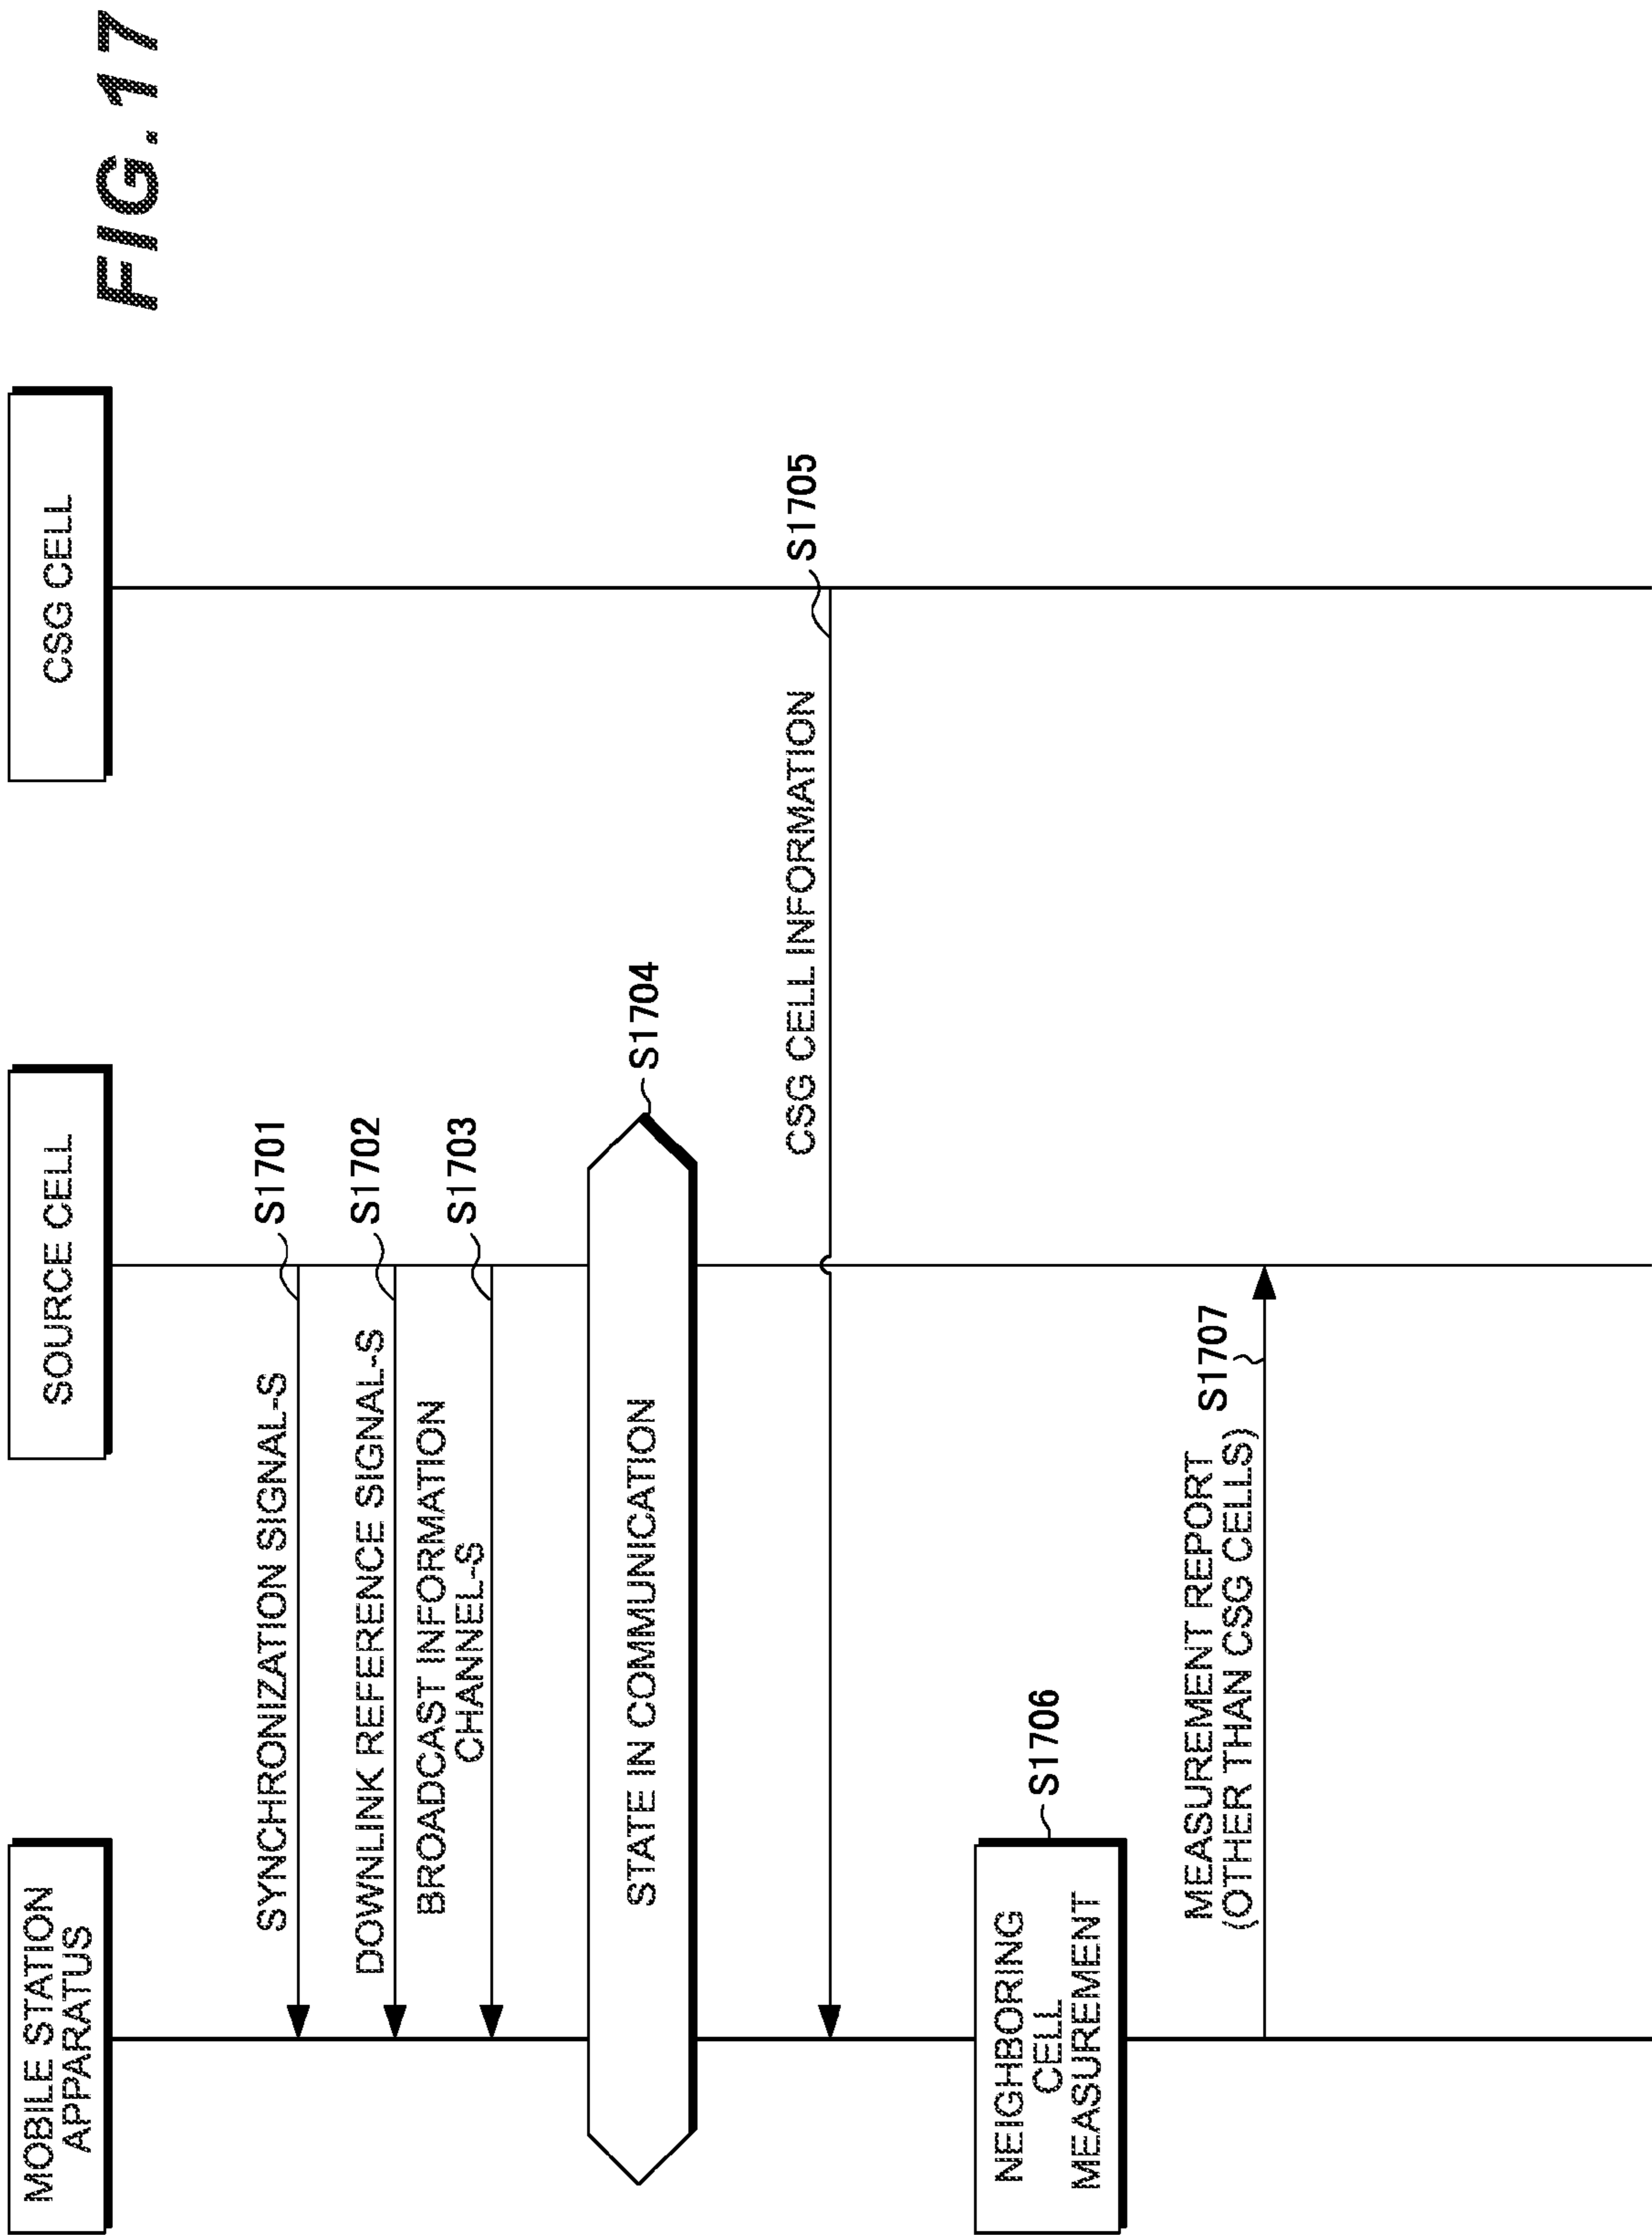 FIG.17
MOBILE STATION
APPARATUS
SOURCE CELL
CSG CELL
SYNCHRONIZATION SIGNAL-S
S1701
DOWNLINK REFERENCE SIGNAL-S
S1702
BROADCAST INFORMATION
CHANNEL-S
S1703
STATE IN COMMUNICATION
S1704
CSG CELL INFORMATION
S1705
NEIGHBORING
CELL
MEASUREMENT
S1706
MEASUREMENT REPORT
(OTHER THAN CSG CELLS)
S1707